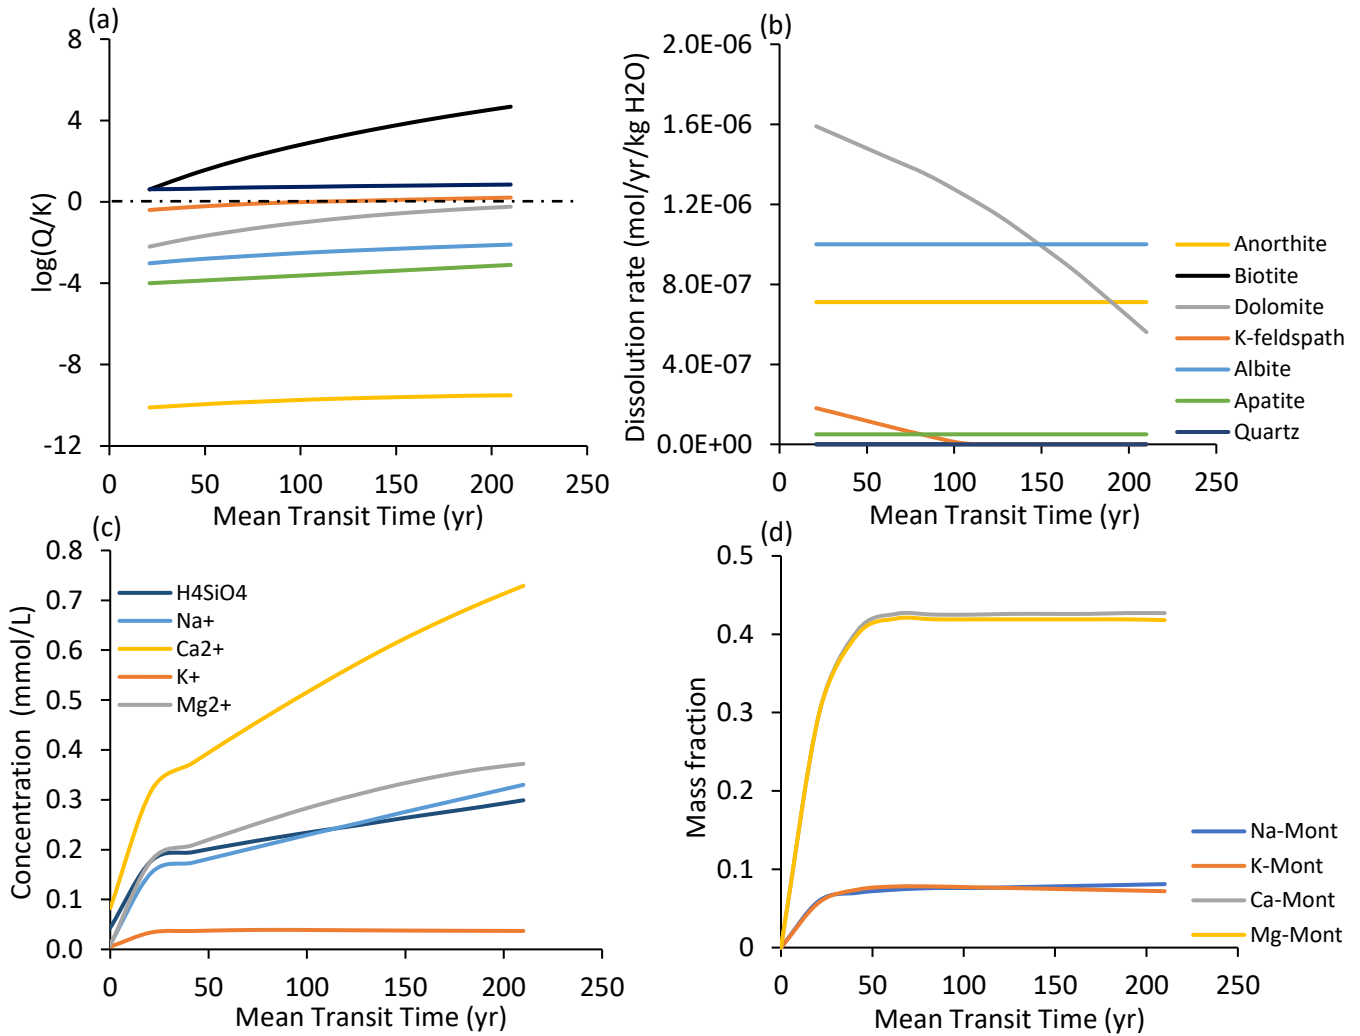 (a)
8
4
0
-4
-8
-12
log(Q/K)
0 50 100 150 200 250
Mean Transit Time (yr)
(b)
2.0E-06
1.6E-06
1.2E-06
8.0E-07
4.0E-07
0.0E+00
Dissolution rate (mol/yr/kg H2O)
0 50 100 150 200 250
Mean Transit Time (yr)
Anorthite
Biotite
Dolomite
K-feldspath
Albite
Apatite
Quartz
(c)
0.8
0.7
0.6
0.5
0.4
0.3
0.2
0.1
0.0
Concentration (mmol/L)
H4SiO4
Na+
Ca2+
K+
Mg2+
0 50 100 150 200 250
Mean Transit Time (yr)
(d)
0.5
0.4
0.3
0.2
0.1
0
Mass fraction
0 50 100 150 200 250
Mean Transit Time (yr)
Na-Mont
K-Mont
Ca-Mont
Mg-Mont